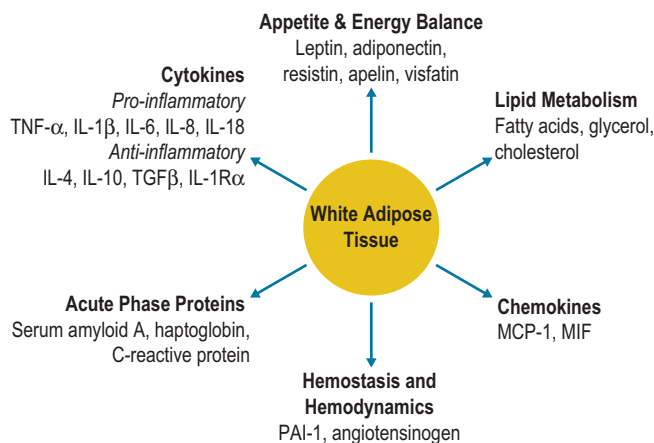 Appetite & Energy Balance
Leptin, adiponectin,
resistin, apelin, visfatin
Cytokines
Pro-inflammatory
TNF-α, IL-1β, IL-6, IL-8, IL-18
Anti-inflammatory
IL-4, IL-10, TGFβ, IL-1Rα
Lipid Metabolism
Fatty acids, glycerol,
cholesterol
White Adipose
Tissue
Acute Phase Proteins
Serum amyloid A, haptoglobin,
C-reactive protein
Chemokines
MCP-1, MIF
Hemostasis and
Hemodynamics
PAI-1, angiotensinogen